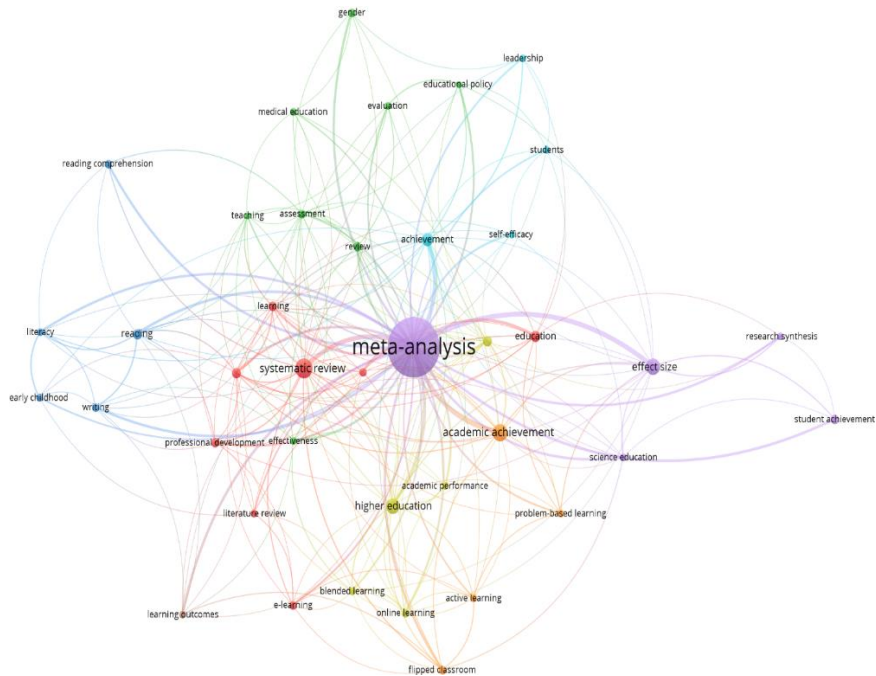 gender
leadership
educational policy
evaluation
medical education
students
reading comprehension
teaching
assessment
self-efficacy
achievement
review
learning
literacy
reading
education
research synthesis
meta-analysis
systematic review
effect size
early childhood
writing
student achievement
academic achievement
professional development
effectiveness
science education
academic performance
higher education
literature review
problem-based learning
blended learning
active learning
e-learning
learning outcomes
online learning
flipped classroom